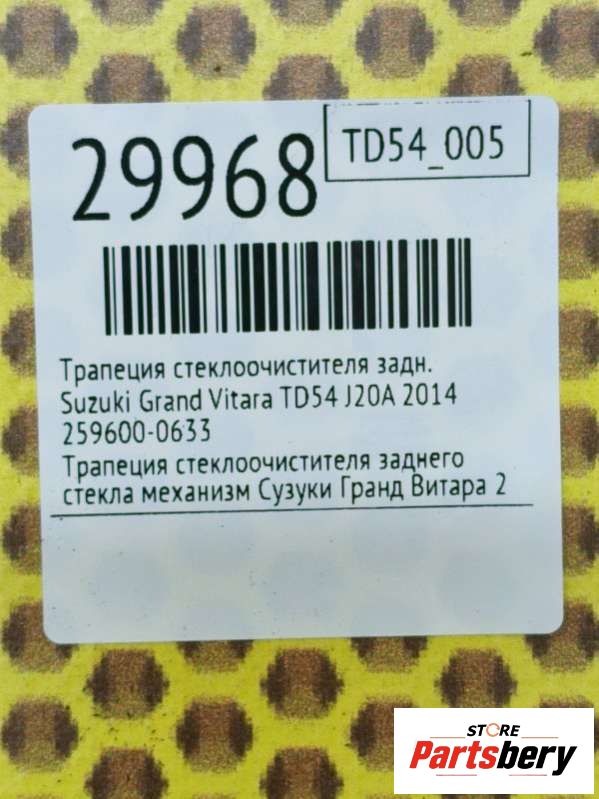 29968
TD54_005
Трапеция стеклоочистителя задн.
Suzuki Grand Vitara TD54 J20A 2014
259600-0633
Трапеция стеклоочистителя заднего
стекла механизм Сузуки Гранд Витара 2
STORE
Partsbery